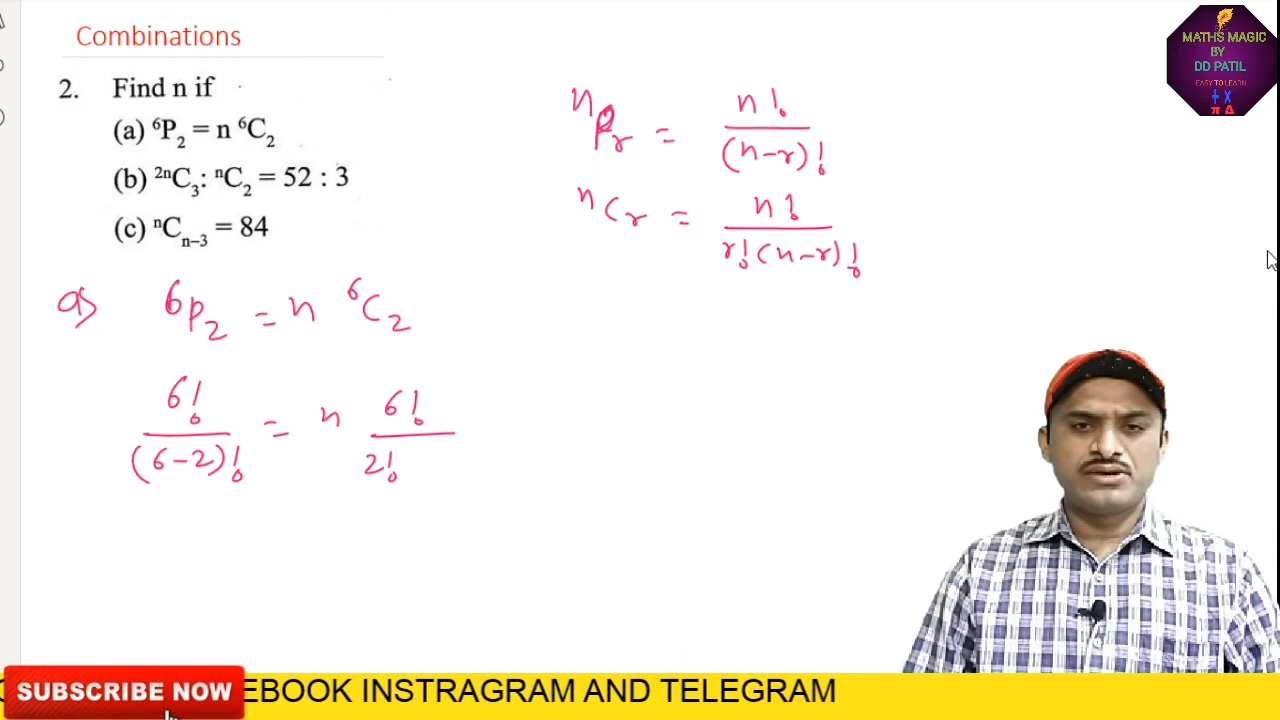 Combinations
2. Find n if
(a) ⁶P₂ = n ⁶C₂
(b) ²ⁿC₃: ⁿC₂ = 52 : 3
(c) ⁿCₙ₋₃ = 84
ⁿPᵣ = n! / (n-r)!
ⁿCᵣ = n! / r! (n-r)!
a) ⁶P₂ = n ⁶C₂
6! / (6-2)! = n 6! / 2!
MATHS MAGIC
BY
DD PATIL
EASY TO LEARN
+ X
π Δ
SUBSCRIBE NOW
EBOOK INSTRAGRAM AND TELEGRAM